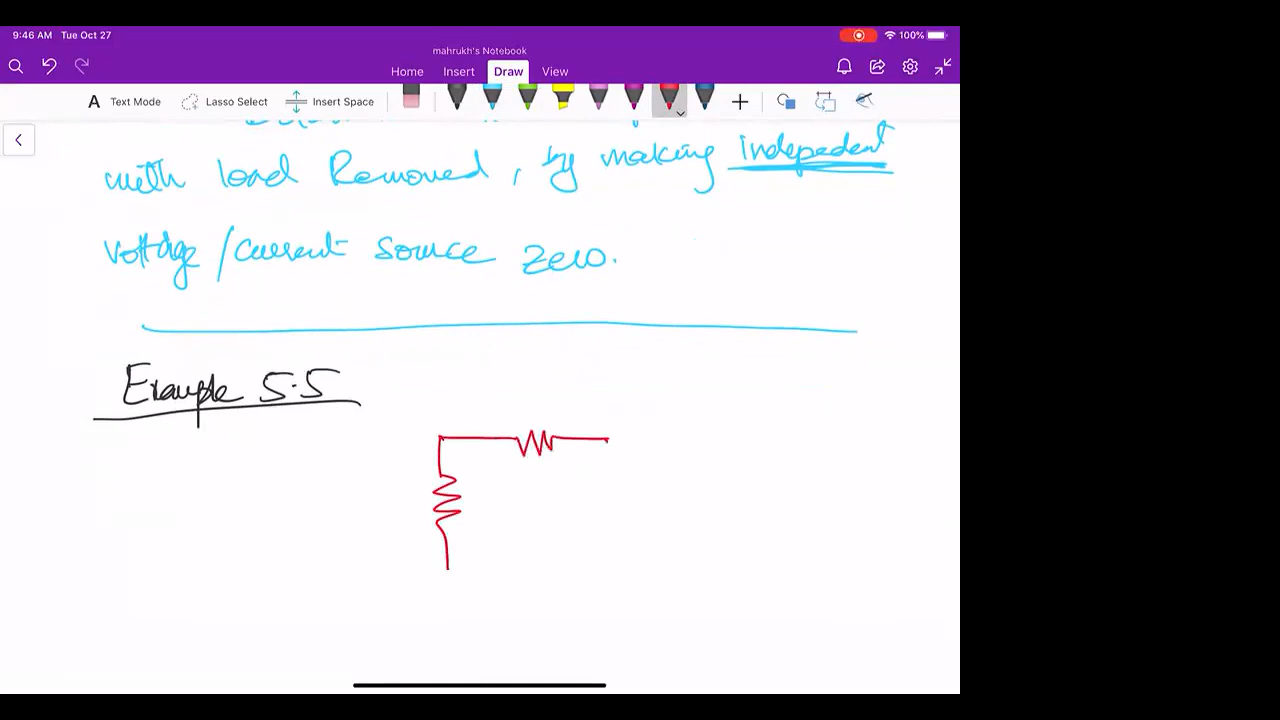 9:46 AM Tue Oct 27
100%
mahrukh's Notebook
Home Insert Draw View
A Text Mode Lasso Select Insert Space
with load Removed, by making independent
voltage/current source zero.
Example 5.5